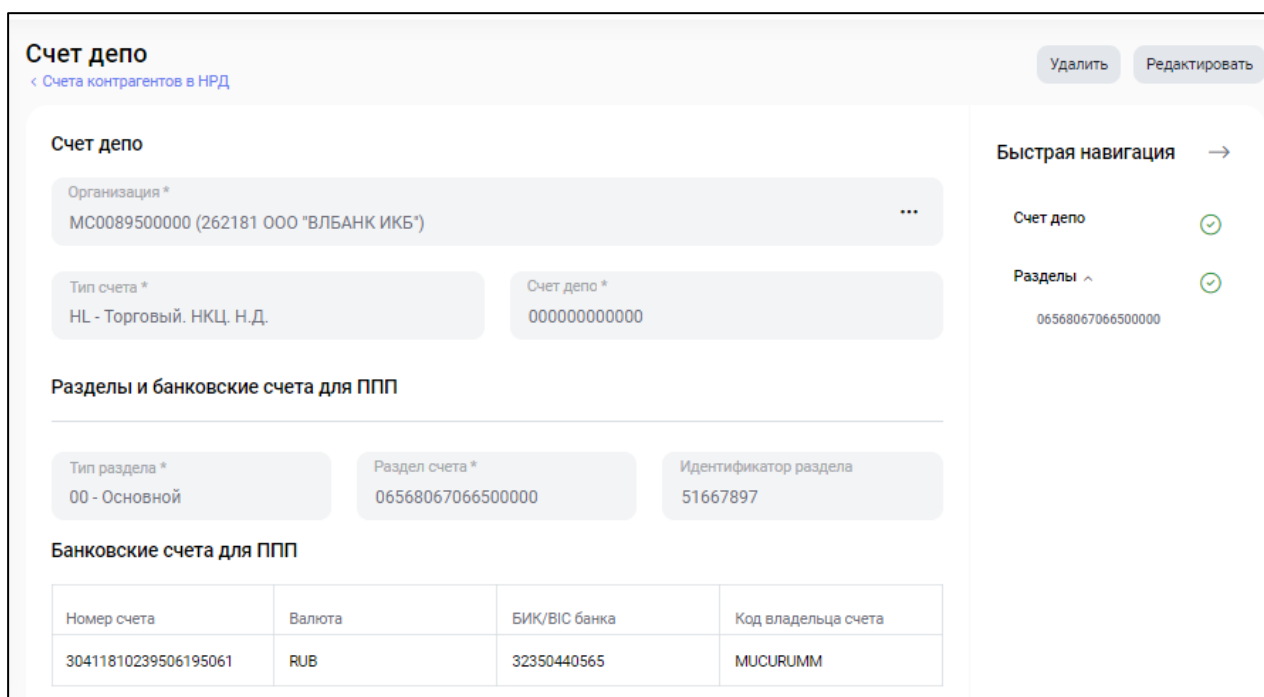 Счет депо
< Счета контрагентов в НРД
Удалить
Редактировать
Счет депо
Организация *
MC0089500000 (262181 ООО "ВЛБАНК ИКБ")
...
Тип счета *
HL - Торговый. НКЦ. Н.Д.
Счет депо *
000000000000
Разделы и банковские счета для ППП
Тип раздела *
00 - Основной
Раздел счета *
06568067066500000
Идентификатор раздела
51667897
Банковские счета для ППП
Номер счета Валюта БИК/BIC банка Код владельца счета
30411810239506195061 RUB 32350440565 MUCURUMM
Быстрая навигация →
Счет депо
Разделы
06568067066500000